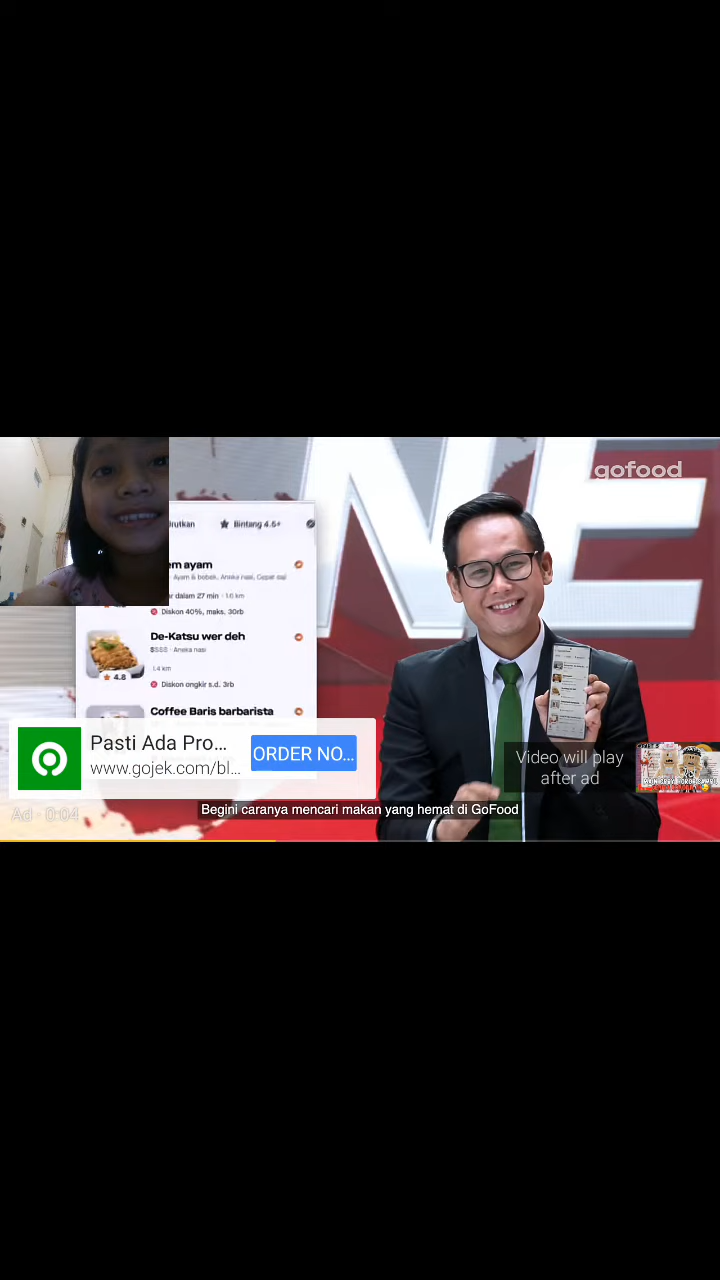 NE
gofood
Urutkan
Bintang 4.5+
em ayam
Ayam & bebek, Aneka nasi, Cepat saji
r dalam 27 min · 1.6 km
Diskon 40%, maks. 30rb
De-Katsu wer deh
$$$$ · Aneka nasi
1.4 km
4.8
Diskon ongkir s.d. 3rb
Coffee Baris barbarista
Pasti Ada Pro...
www.gojek.com/bl...
ORDER NO...
Video will play
after ad
Begini caranya mencari makan yang hemat di GoFood
Ad · 0:04